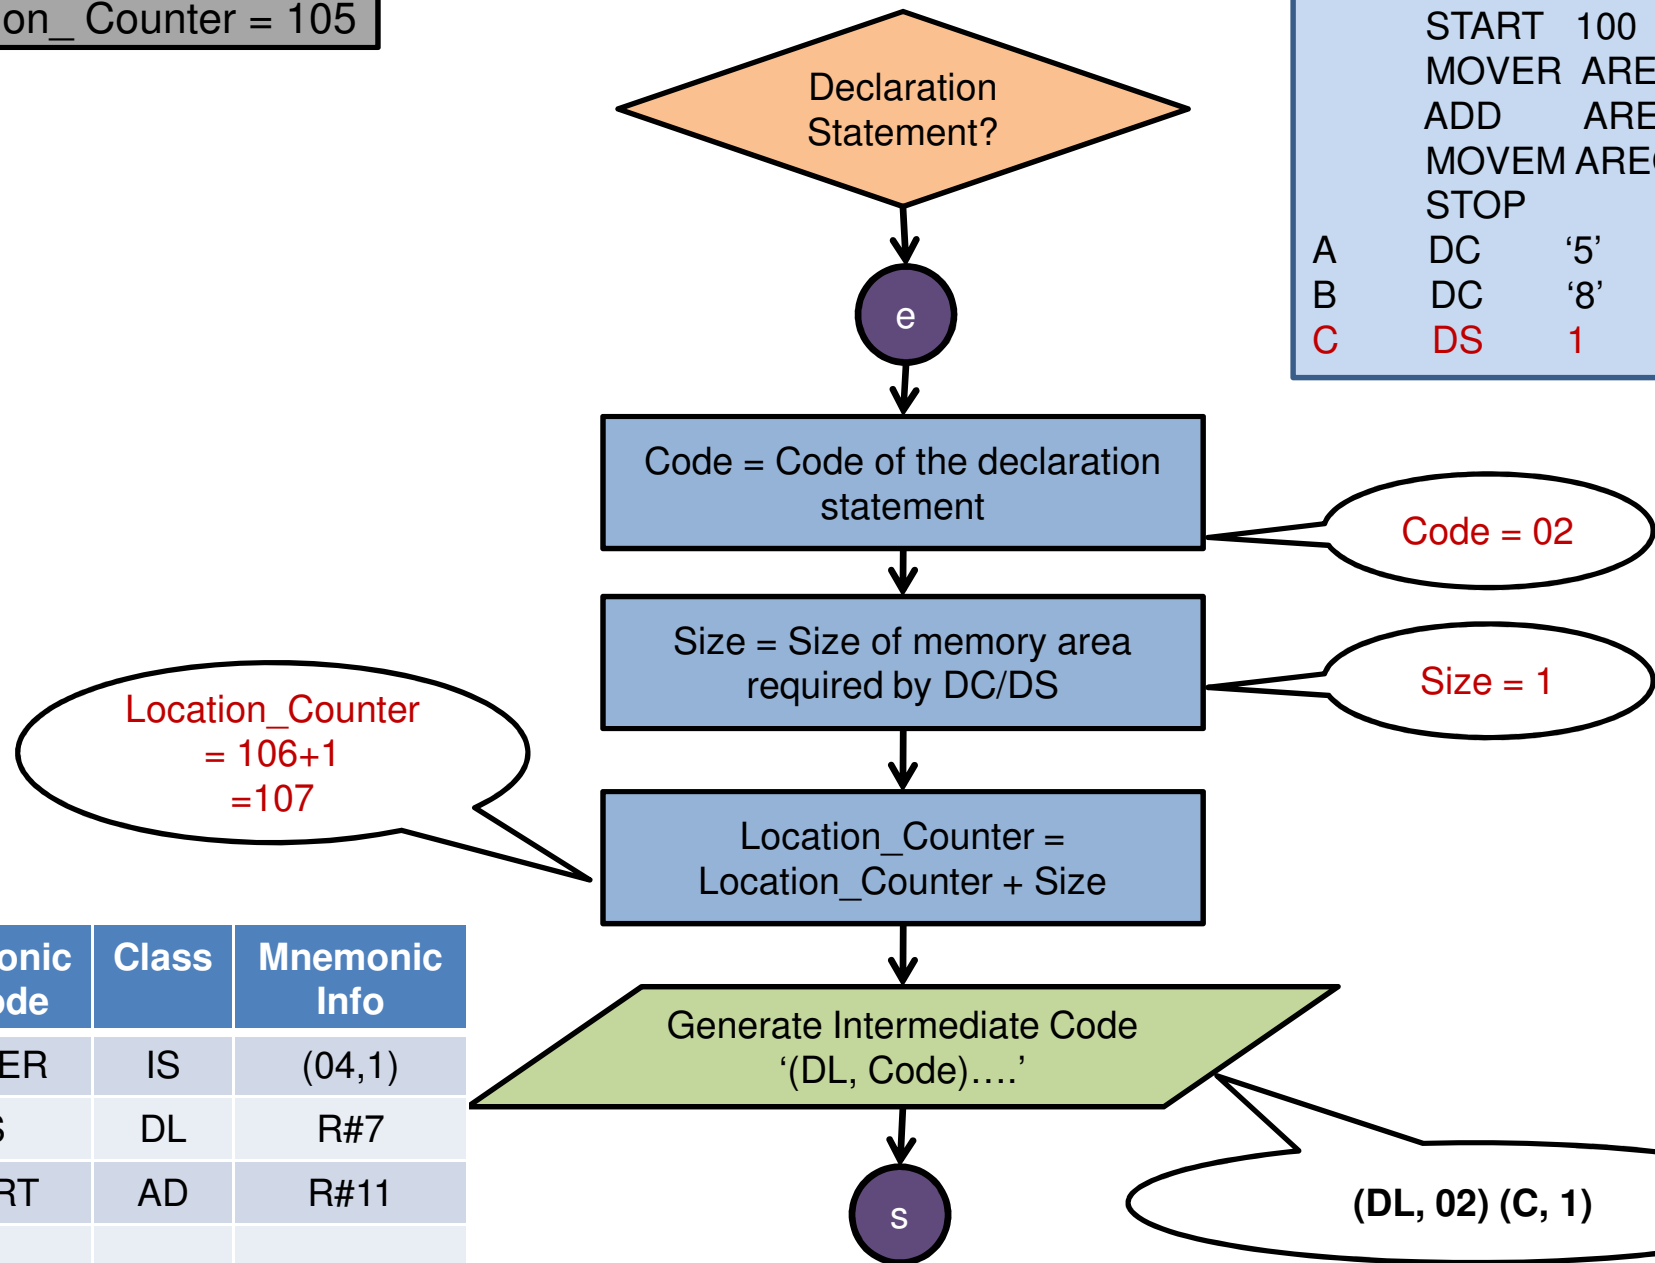 on_ Counter = 105
Declaration
Statement?
START 100
MOVER ARE
ADD ARE
MOVEM ARE
STOP
A DC ‘5’
B DC ‘8’
C DS 1
e
Code = Code of the declaration
statement
Code = 02
Size = Size of memory area
required by DC/DS
Size = 1
Location_Counter
= 106+1
=107
Location_Counter =
Location_Counter + Size
onic Class Mnemonic
de Info
ER IS (04,1)
S DL R#7
RT AD R#11
Generate Intermediate Code
‘(DL, Code)….’
(DL, 02) (C, 1)
s